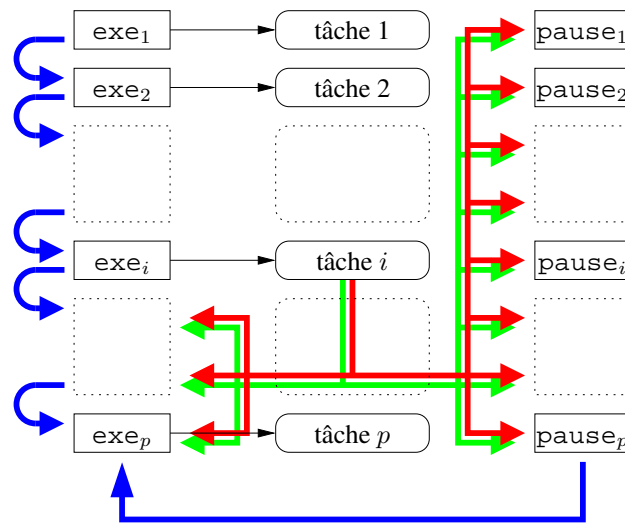 exe₁ tâche 1 pause₁
exe₂ tâche 2 pause₂
exeᵢ tâche i pauseᵢ
exeₚ tâche p pauseₚ